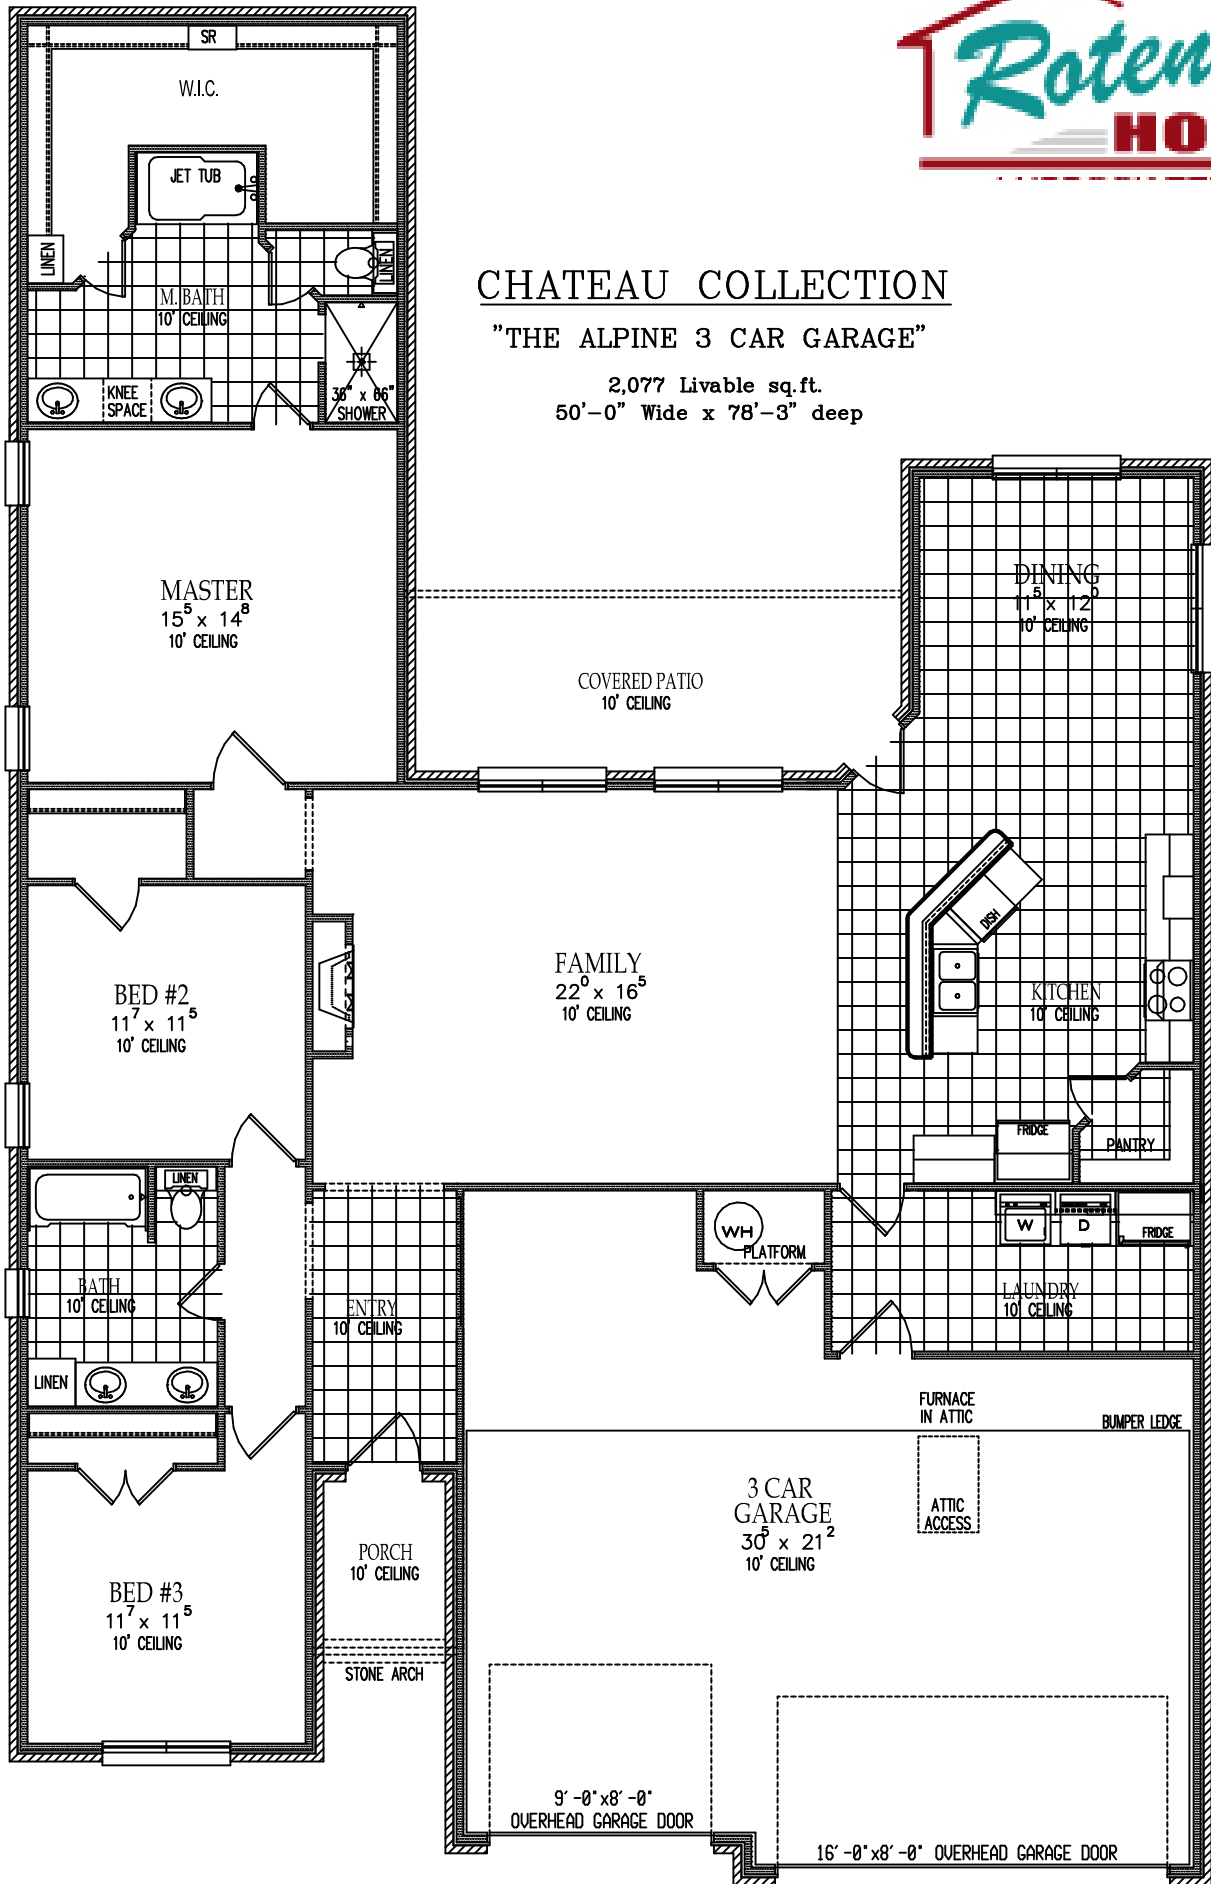 Roten
HO
SR
W.I.C.
JET TUB
LINEN
LINEN
M. BATH
10' CEILING
KNEE
SPACE
36" x 66"
SHOWER
CHATEAU COLLECTION
"THE ALPINE 3 CAR GARAGE"
2,077 Livable sq.ft.
50'-0" Wide x 78'-3" deep
MASTER
15⁵ x 14⁸
10' CEILING
DINING
11⁵ x 12⁰
10' CEILING
COVERED PATIO
10' CEILING
DISH
FAMILY
22⁰ x 16⁵
10' CEILING
KITCHEN
10' CEILING
BED #2
11⁷ x 11⁵
10' CEILING
FRIDGE
PANTRY
LINEN
BATH
10' CEILING
LINEN
ENTRY
10' CEILING
WH
PLATFORM
W
D
FRIDGE
LAUNDRY
10' CEILING
FURNACE
IN ATTIC
BUMPER LEDGE
3 CAR
GARAGE
30⁵ x 21²
10' CEILING
ATTIC
ACCESS
PORCH
10' CEILING
BED #3
11⁷ x 11⁵
10' CEILING
STONE ARCH
9'-0"x8'-0"
OVERHEAD GARAGE DOOR
16'-0"x8'-0" OVERHEAD GARAGE DOOR